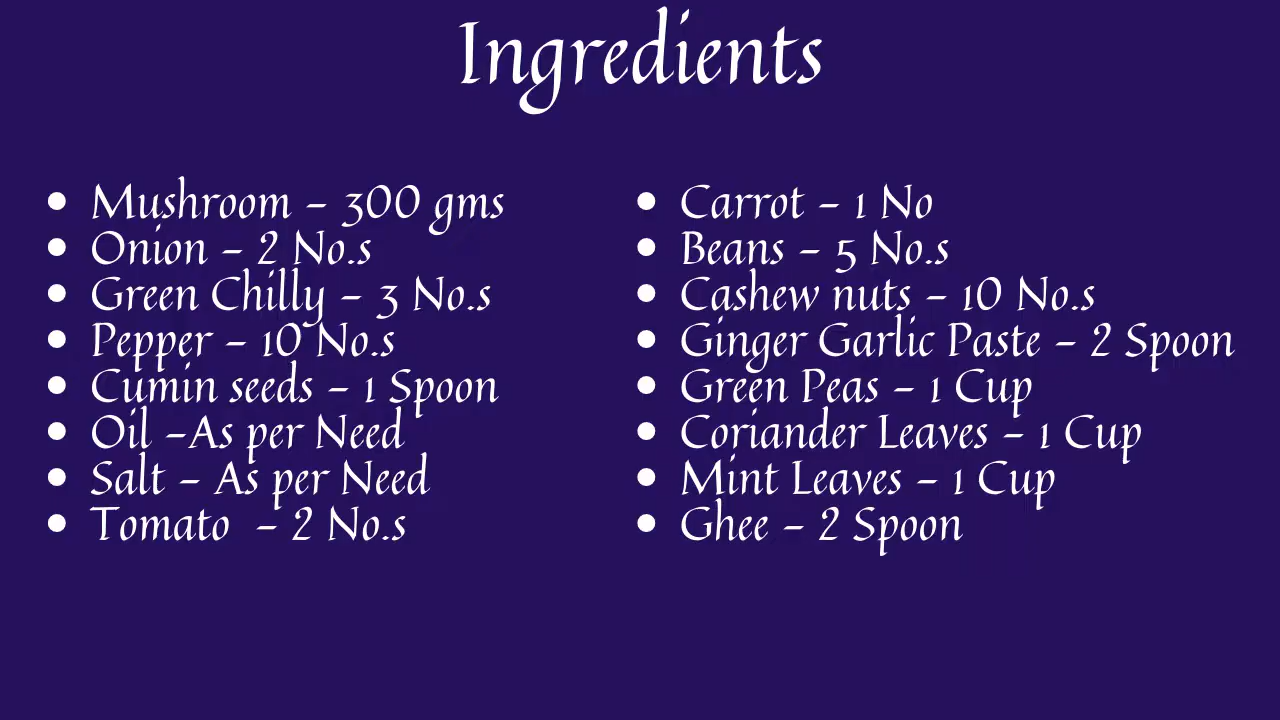 Ingredients
Mushroom - 300 gms
Onion - 2 No.s
Green Chilly - 3 No.s
Pepper - 10 No.s
Cumin seeds - 1 Spoon
Oil -As per Need
Salt - As per Need
Tomato - 2 No.s
Carrot - 1 No
Beans - 5 No.s
Cashew nuts - 10 No.s
Ginger Garlic Paste - 2 Spoon
Green Peas - 1 Cup
Coriander Leaves - 1 Cup
Mint Leaves - 1 Cup
Ghee - 2 Spoon